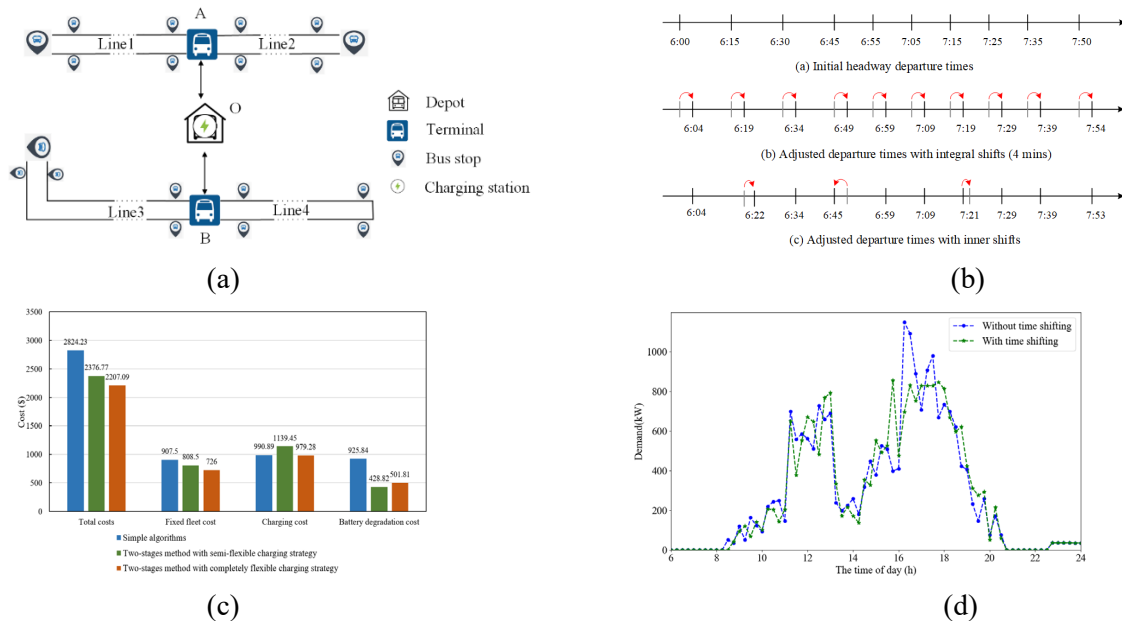 A
Line1
Line2
O
Depot
Terminal
Bus stop
Charging station
Line3
Line4
B
(a)
6:00 6:15 6:30 6:45 6:55 7:05 7:15 7:25 7:35 7:50
(a) Initial headway departure times
6:04 6:19 6:34 6:49 6:59 7:09 7:19 7:29 7:39 7:54
(b) Adjusted departure times with integral shifts (4 mins)
6:04 6:22 6:34 6:45 6:59 7:09 7:21 7:29 7:39 7:53
(c) Adjusted departure times with inner shifts
(b)
Cost ($)
3500
3000
2500
2000
1500
1000
500
0
2824.23
2376.77
2207.09
907.5
808.5
726
990.89
1139.45
979.28
925.84
428.82
501.81
Total costs
Fixed fleet cost
Charging cost
Battery degradation cost
Simple algorithms
Two-stages method with semi-flexible charging strategy
Two-stages method with completely flexible charging strategy
(c)
Without time shifting
With time shifting
Demand(kW)
1000
800
600
400
200
0
6 8 10 12 14 16 18 20 22 24
The time of day (h)
(d)